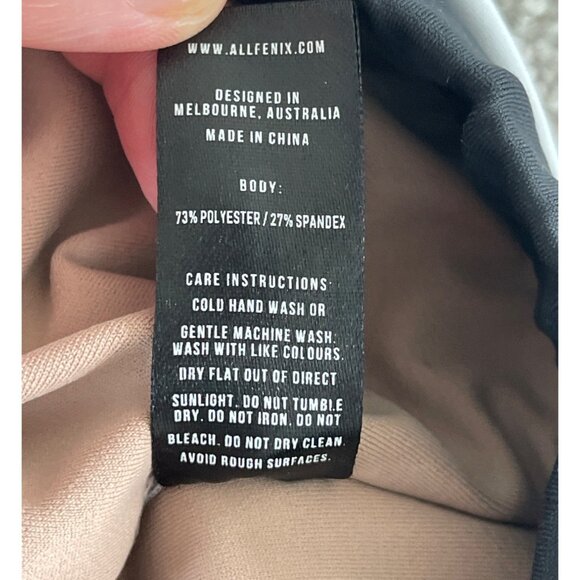 WWW.ALLFENIX.COM
DESIGNED IN
MELBOURNE, AUSTRALIA
MADE IN CHINA
BODY:
73% POLYESTER / 27% SPANDEX
CARE INSTRUCTIONS:
COLD HAND WASH OR
GENTLE MACHINE WASH.
WASH WITH LIKE COLOURS.
DRY FLAT OUT OF DIRECT
SUNLIGHT. DO NOT TUMBLE
DRY. DO NOT IRON. DO NOT
BLEACH. DO NOT DRY CLEAN.
AVOID ROUGH SURFACES.